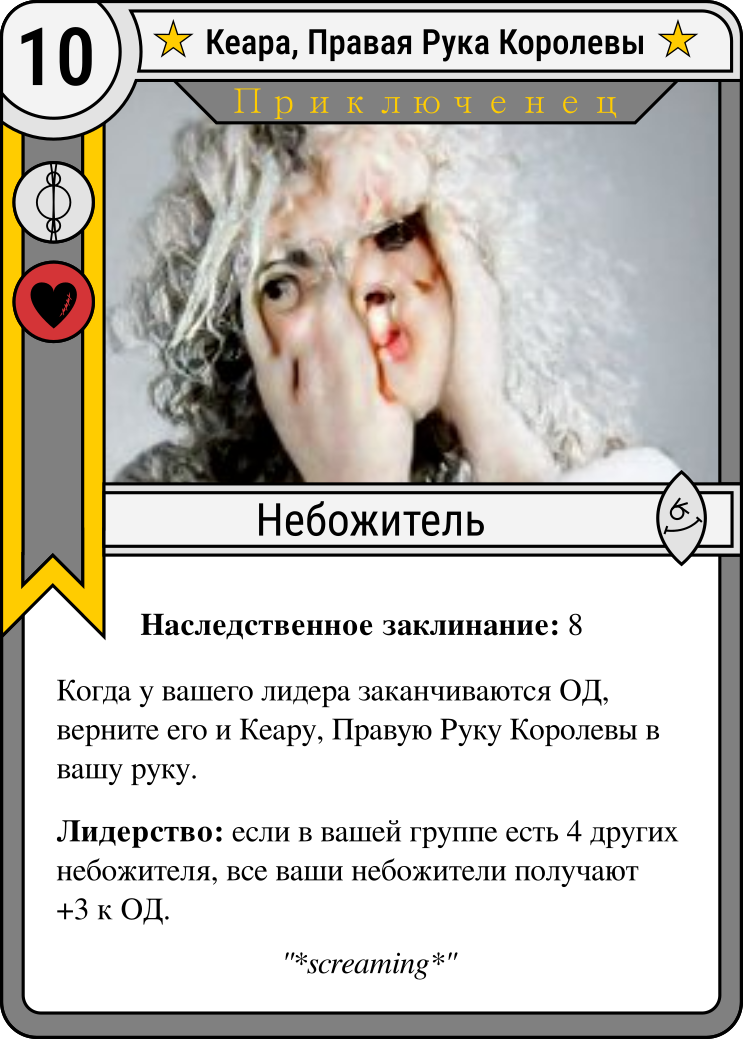 10
Кеара, Правая Рука Королевы
Приключенец
Небожитель
Наследственное заклинание: 8
Когда у вашего лидера заканчиваются ОД,
верните его и Кеару, Правую Руку Королевы в
вашу руку.
Лидерство: если в вашей группе есть 4 других
небожителя, все ваши небожители получают
+3 к ОД.
"*screaming*"